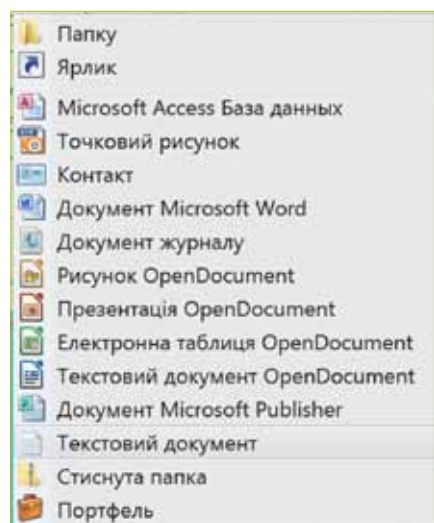 Папку
Ярлик
Microsoft Access База данных
Точковий рисунок
Контакт
Документ Microsoft Word
Документ журналу
Рисунок OpenDocument
Презентація OpenDocument
Електронна таблиця OpenDocument
Текстовий документ OpenDocument
Документ Microsoft Publisher
Текстовий документ
Стиснута папка
Портфель